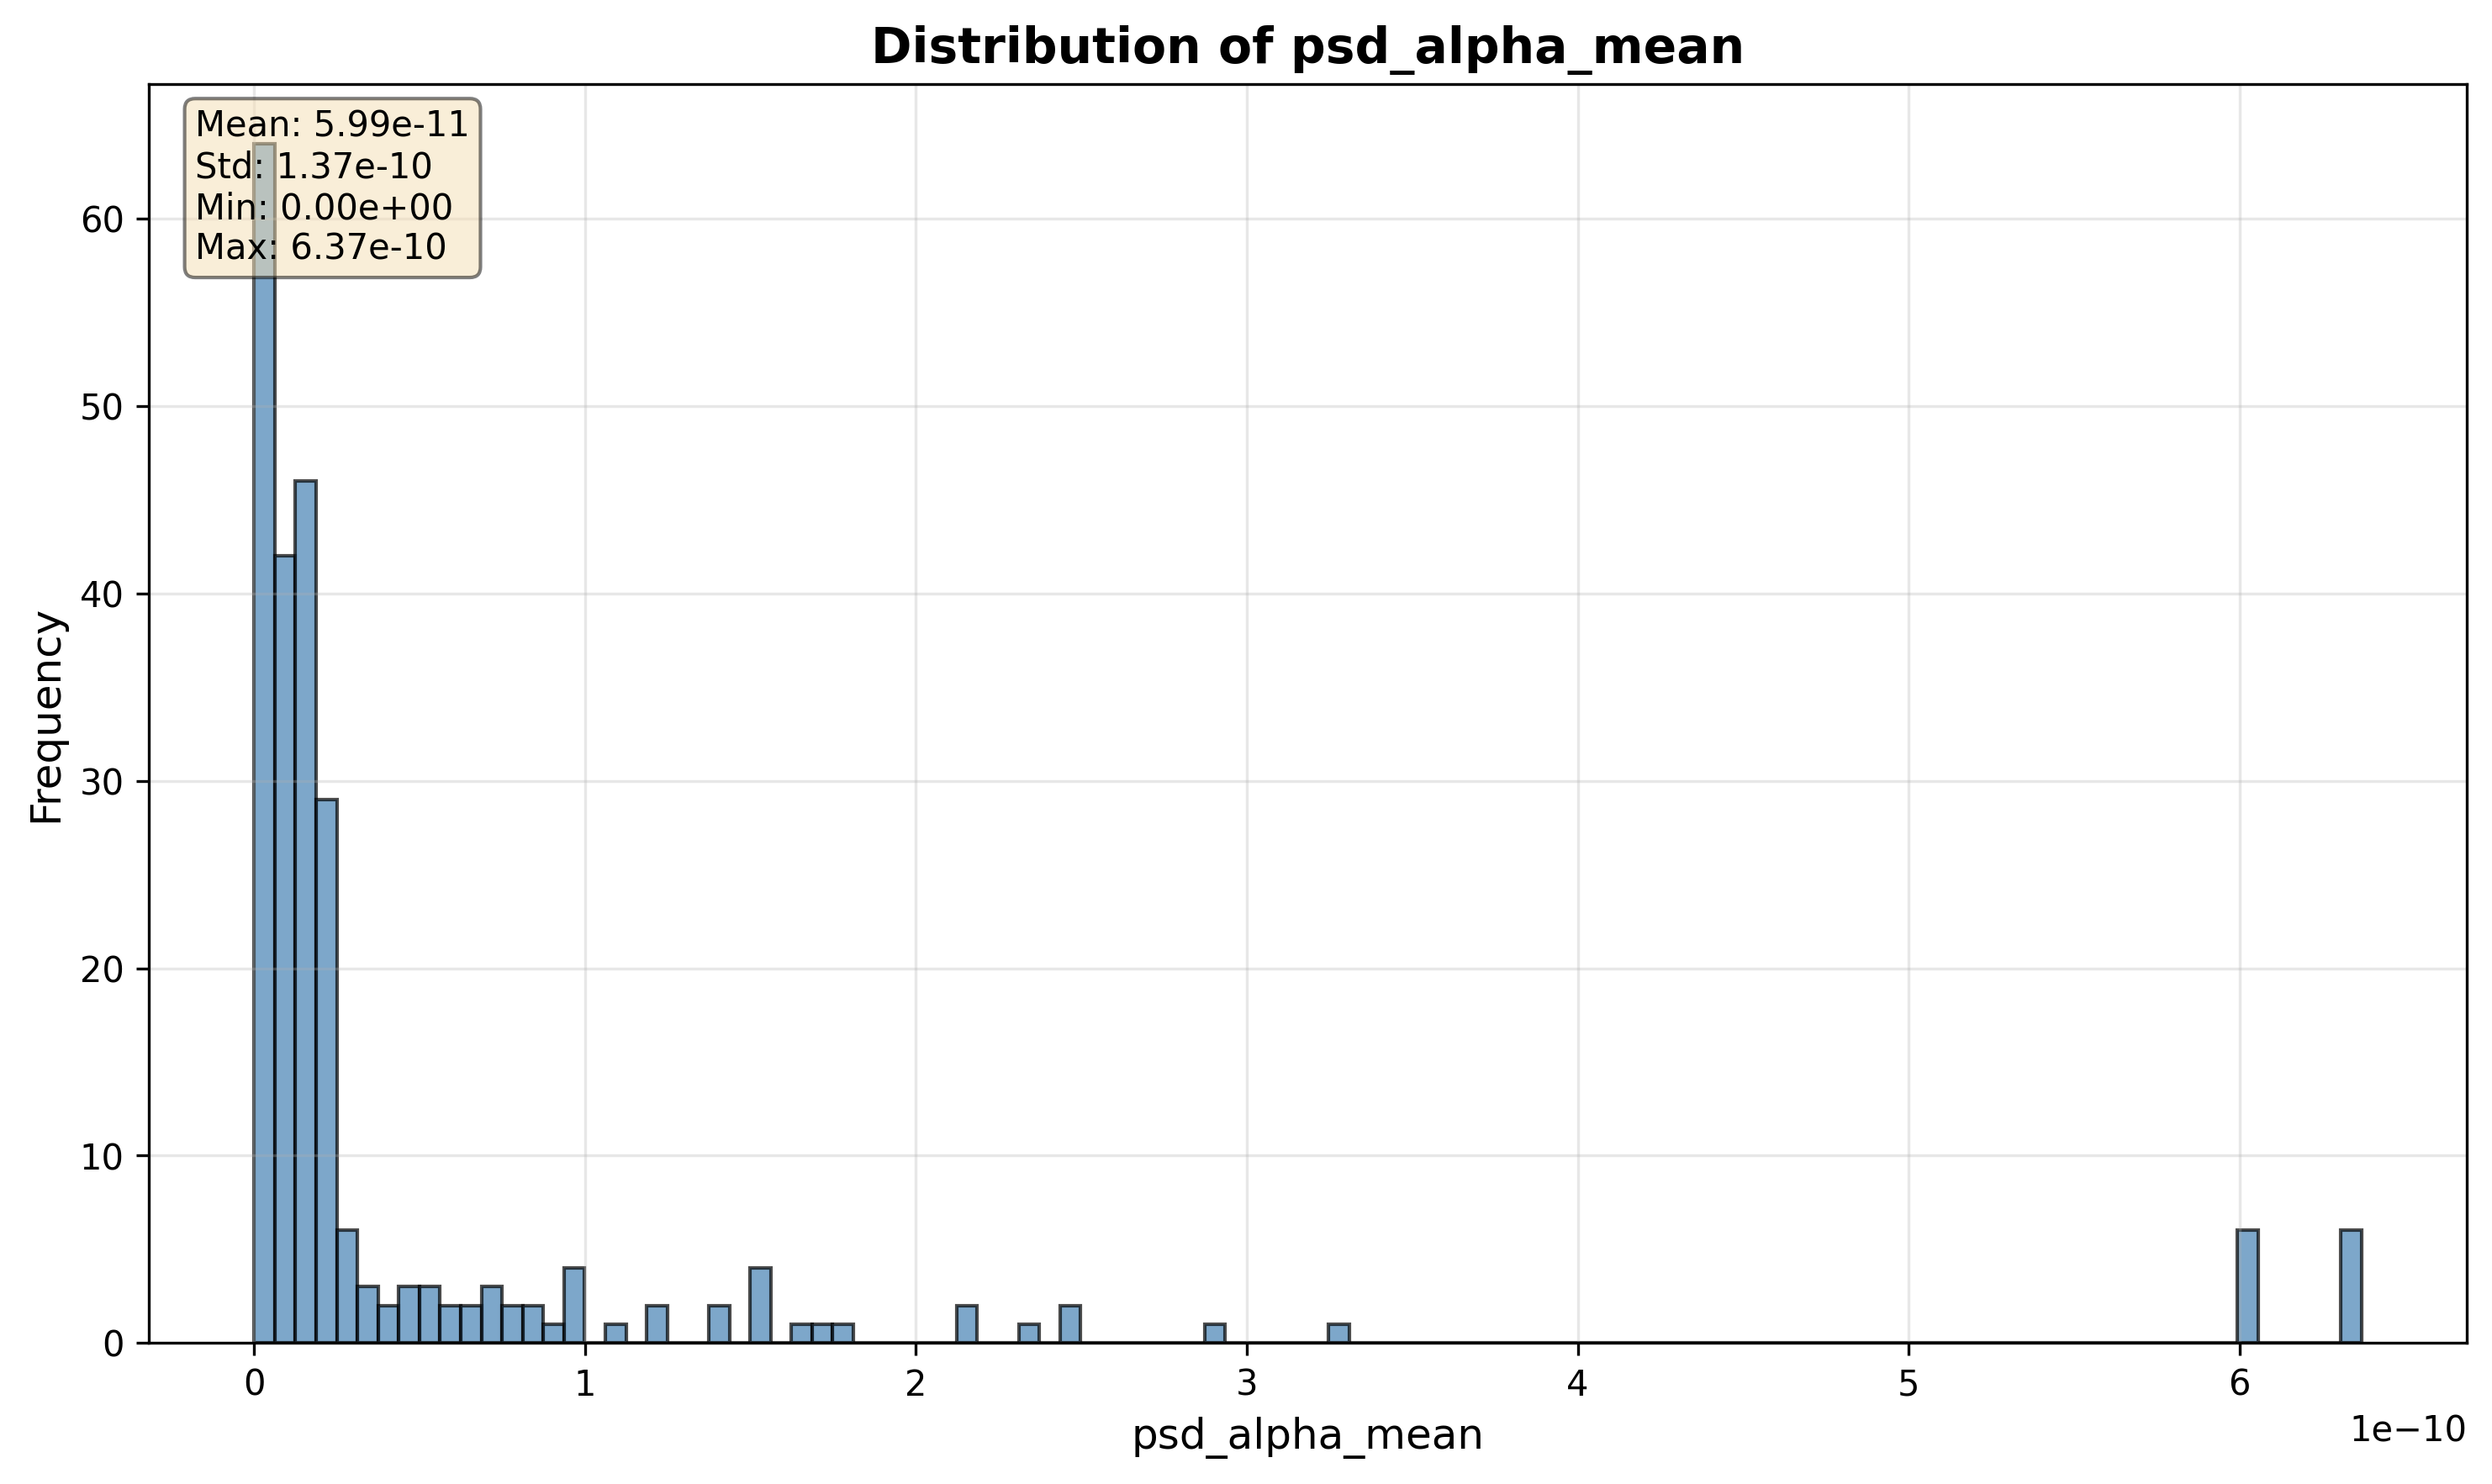 Distribution of psd_alpha_mean
Mean: 5.99e-11
Std: 1.37e-10
Min: 0.00e+00
Max: 6.37e-10
Frequency
60
50
40
30
20
10
0
0 1 2 3 4 5 6
1e−10
psd_alpha_mean